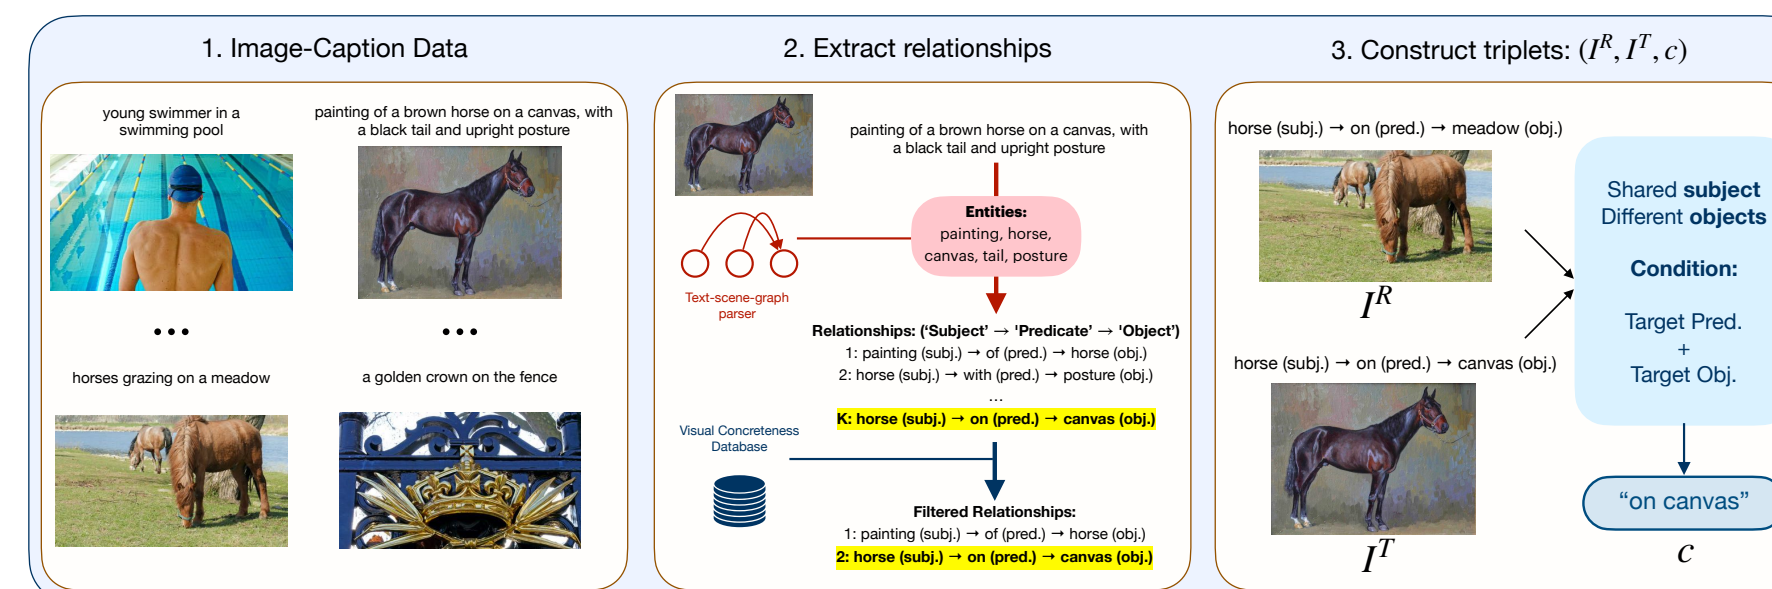 1. Image-Caption Data
young swimmer in a
swimming pool
painting of a brown horse on a canvas, with
a black tail and upright posture
...
...
horses grazing on a meadow
a golden crown on the fence
2. Extract relationships
painting of a brown horse on a canvas, with
a black tail and upright posture
Entities:
painting, horse,
canvas, tail, posture
Text-scene-graph
parser
Relationships: (‘Subject’ → 'Predicate' → 'Object’)
1: painting (subj.) → of (pred.) → horse (obj.)
2: horse (subj.) → with (pred.) → posture (obj.)
...
K: horse (subj.) → on (pred.) → canvas (obj.)
Visual Concreteness
Database
Filtered Relationships:
1: painting (subj.) → of (pred.) → horse (obj.)
2: horse (subj.) → on (pred.) → canvas (obj.)
3. Construct triplets: (I^R, I^T, c)
horse (subj.) → on (pred.) → meadow (obj.)
I^R
horse (subj.) → on (pred.) → canvas (obj.)
I^T
Shared subject
Different objects
Condition:
Target Pred.
+
Target Obj.
“on canvas”
c